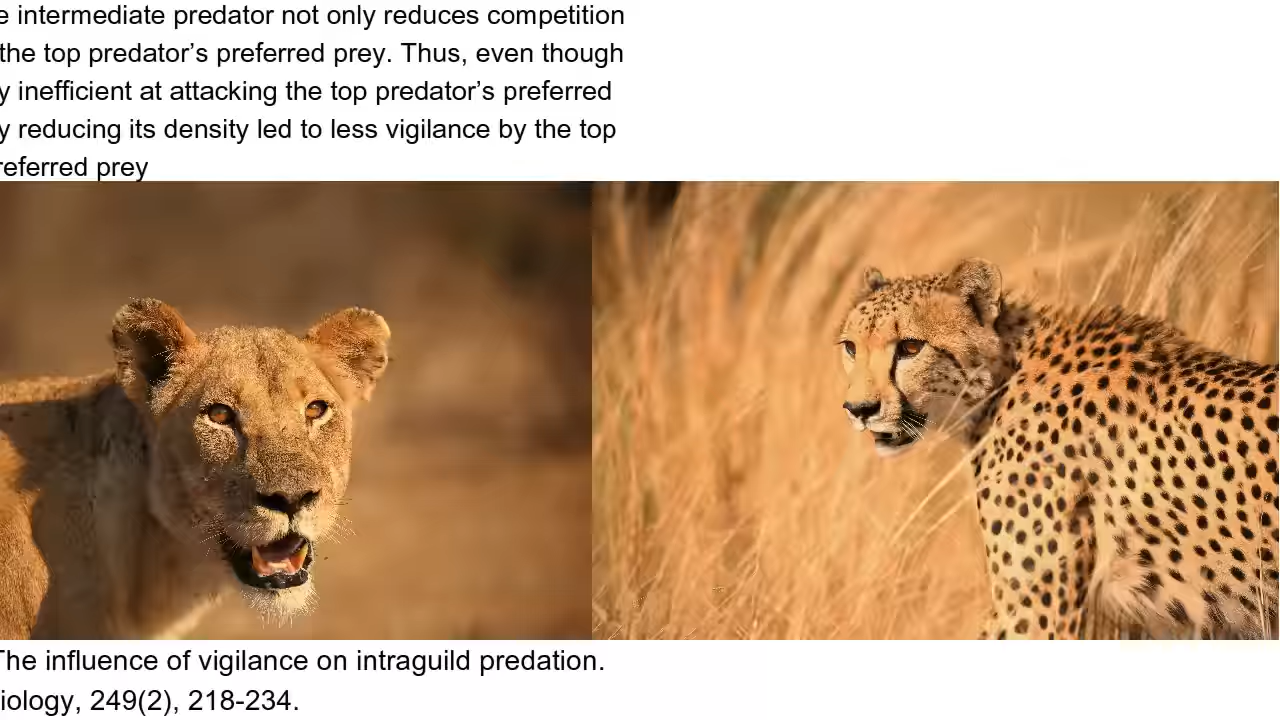 e intermediate predator not only reduces competition
the top predator’s preferred prey. Thus, even though
y inefficient at attacking the top predator’s preferred
y reducing its density led to less vigilance by the top
referred prey
The influence of vigilance on intraguild predation.
iology, 249(2), 218-234.